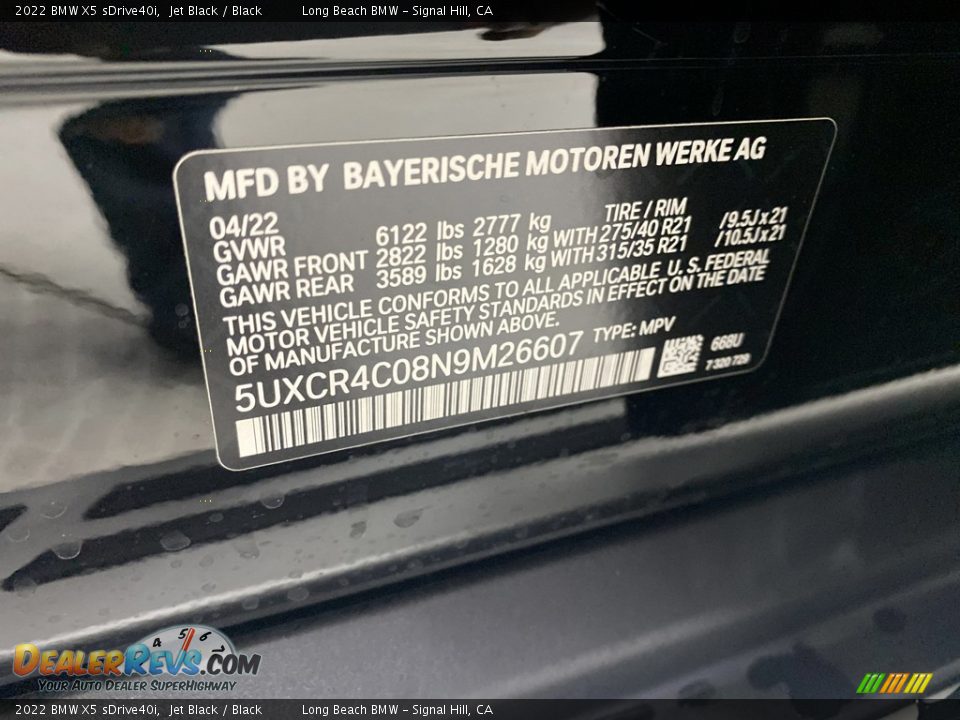 2022 BMW X5 sDrive40i, Jet Black / Black Long Beach BMW - Signal Hill, CA
MFD BY BAYERISCHE MOTOREN WERKE AG
04/22 TIRE / RIM
GVWR 6122 lbs 2777 kg
GAWR FRONT 2822 lbs 1280 kg WITH 275/40 R21 /9.5J x 21
GAWR REAR 3589 lbs 1628 kg WITH 315/35 R21 /10.5J x 21
THIS VEHICLE CONFORMS TO ALL APPLICABLE U.S. FEDERAL
MOTOR VEHICLE SAFETY STANDARDS IN EFFECT ON THE DATE
OF MANUFACTURE SHOWN ABOVE.
5UXCR4C08N9M26607 TYPE: MPV
668U
7 320 729
4 5 6
DEALERREVS.COM
YOUR AUTO DEALER SUPERHIGHWAY
2022 BMW X5 sDrive40i, Jet Black / Black Long Beach BMW - Signal Hill, CA